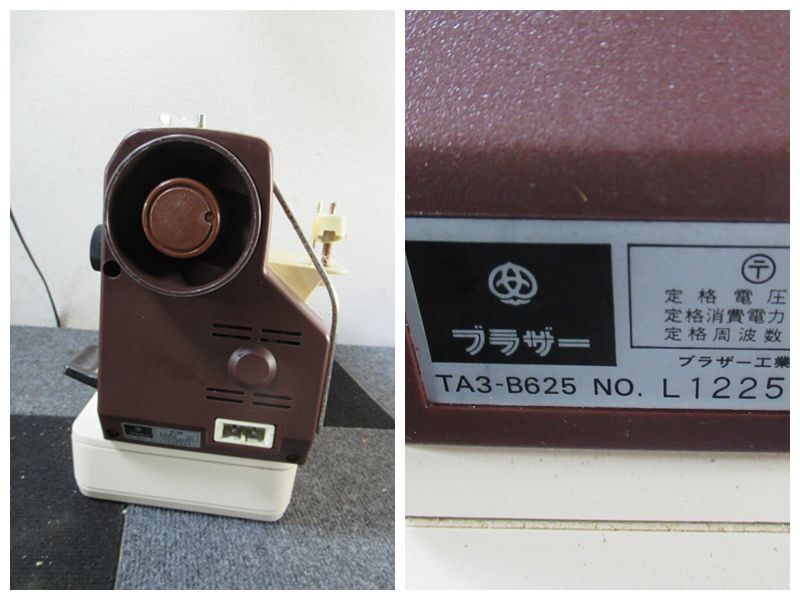 ブラザー
〒
定格電圧
定格消費電力
定格周波数
ブラザー工業
TA3-B625 NO. L1225